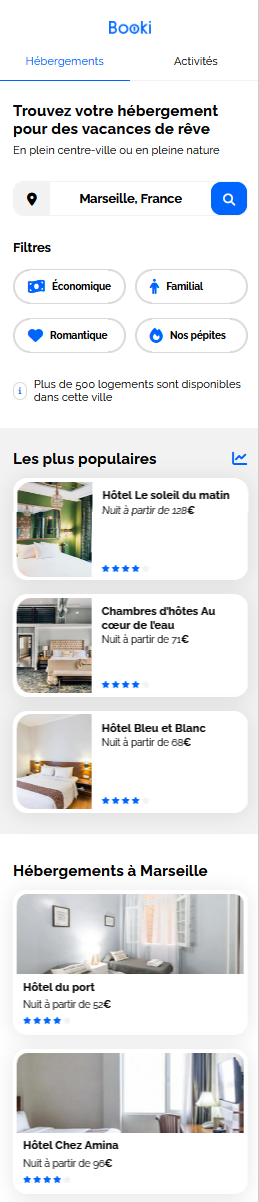 Booki
Hébergements
Activités
Trouvez votre hébergement
pour des vacances de rêve
En plein centre-ville ou en pleine nature
Marseille, France
Filtres
Économique
Familial
Romantique
Nos pépites
i
Plus de 500 logements sont disponibles
dans cette ville
Les plus populaires
Hôtel Le soleil du matin
Nuit à partir de 128€
Chambres d'hôtes Au
cœur de l'eau
Nuit à partir de 71€
Hôtel Bleu et Blanc
Nuit à partir de 68€
Hébergements à Marseille
Hôtel du port
Nuit à partir de 52€
Hôtel Chez Amina
Nuit à partir de 96€